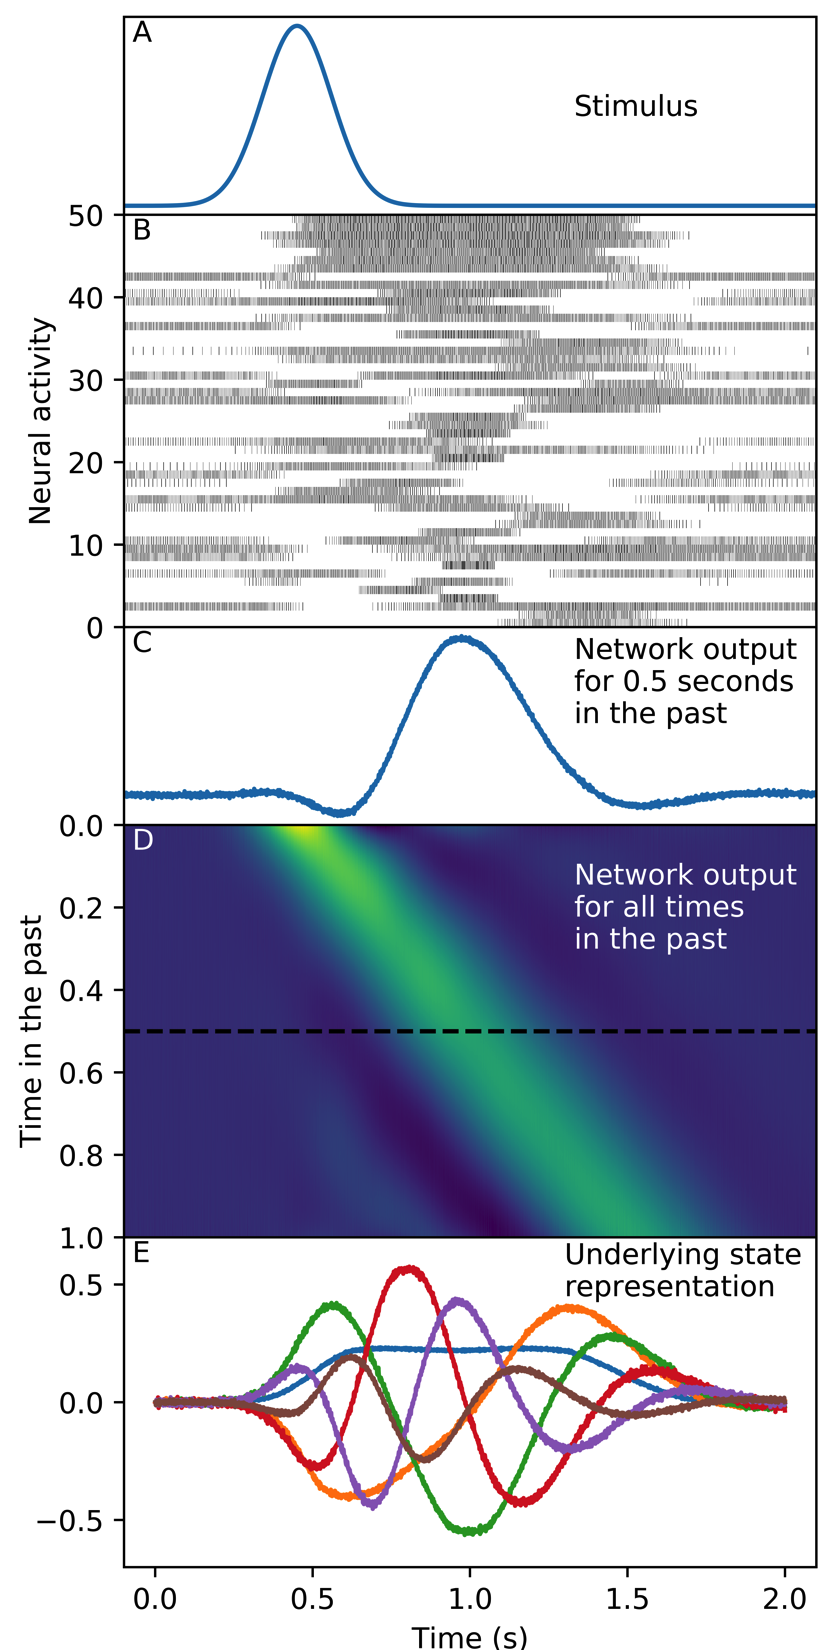 A
Stimulus
50
B
40
30
20
10
0
Neural activity
C
Network output
for 0.5 seconds
in the past
0.0
D
Network output
for all times
in the past
0.2
0.4
0.6
0.8
1.0
Time in the past
E
Underlying state
representation
0.5
0.0
−0.5
0.0 0.5 1.0 1.5 2.0
Time (s)